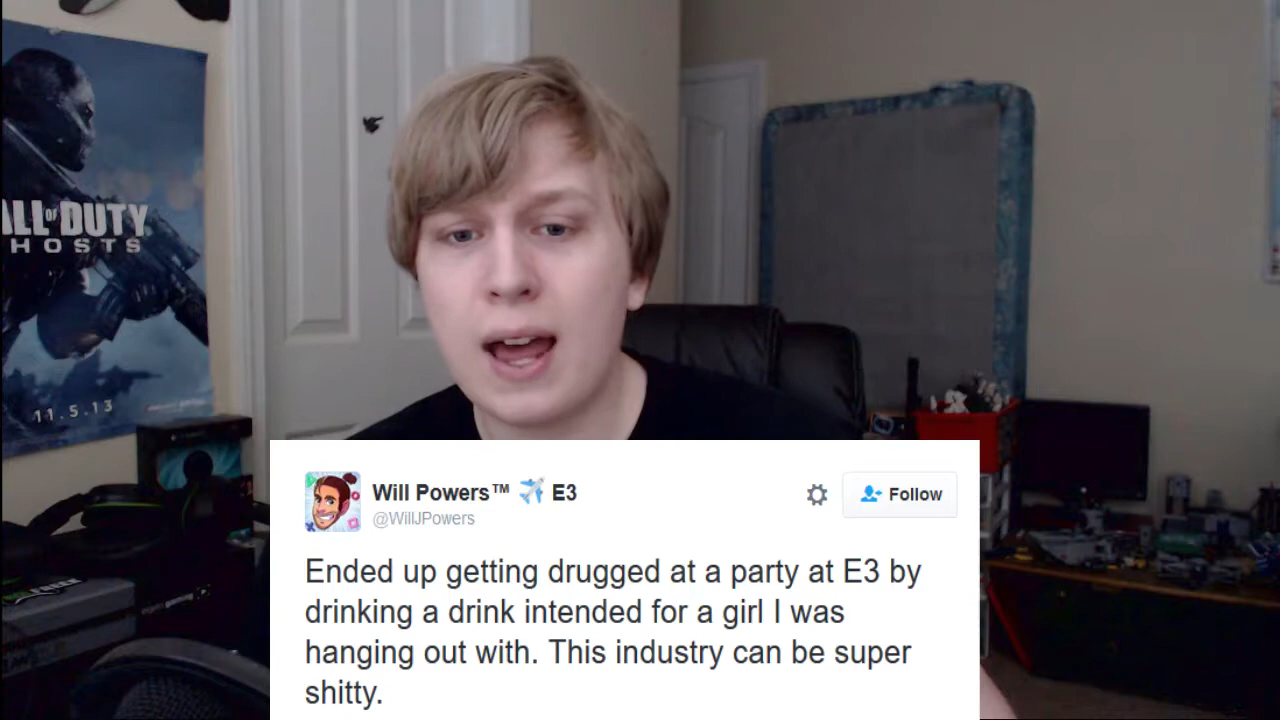 ALL OF DUTY
HOSTS
11.5.13
Will Powers™ ✈ E3
@WillJPowers
Follow
Ended up getting drugged at a party at E3 by
drinking a drink intended for a girl I was
hanging out with. This industry can be super
shitty.